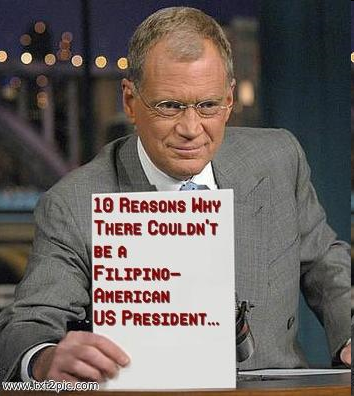 10 Reasons Why
There Couldn't
be a
Filipino-
American
US President...
www.txt2pic.com